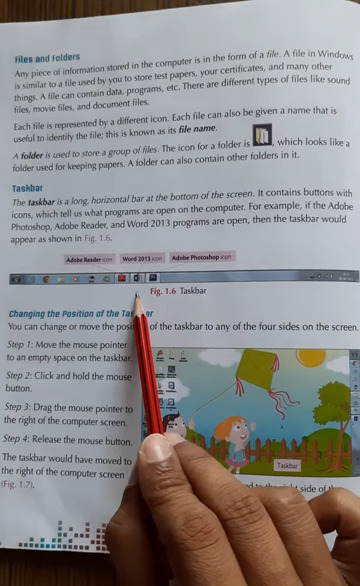 Files and Folders
Any piece of information stored in the computer is in the form of a file. A file in Windows
is similar to a file used by you to store test papers, your certificates, and many other
things. A file can contain data, programs, etc. There are different types of files like sound
files, movie files, and document files.
Each file is represented by a different icon. Each file can also be given a name that is
useful to identify the file; this is known as its file name.
A folder is used to store a group of files. The icon for a folder is , which looks like a
folder used for keeping papers. A folder can also contain other folders in it.
Taskbar
The taskbar is a long, horizontal bar at the bottom of the screen. It contains buttons with
icons, which tell us what programs are open on the computer. For example, if the Adobe
Photoshop, Adobe Reader, and Word 2013 programs are open, then the taskbar would
appear as shown in Fig. 1.6.
Adobe Reader icon Word 2013 icon Adobe Photoshop icon
Fig. 1.6 Taskbar
Changing the Position of the Taskbar
You can change or move the position of the taskbar to any of the four sides on the screen.
Step 1: Move the mouse pointer
to an empty space on the taskbar.
Step 2: Click and hold the mouse
button.
Step 3: Drag the mouse pointer to
the right of the computer screen.
Step 4: Release the mouse button.
The taskbar would have moved to
the right of the computer screen
(Fig. 1.7).
Taskbar
side of